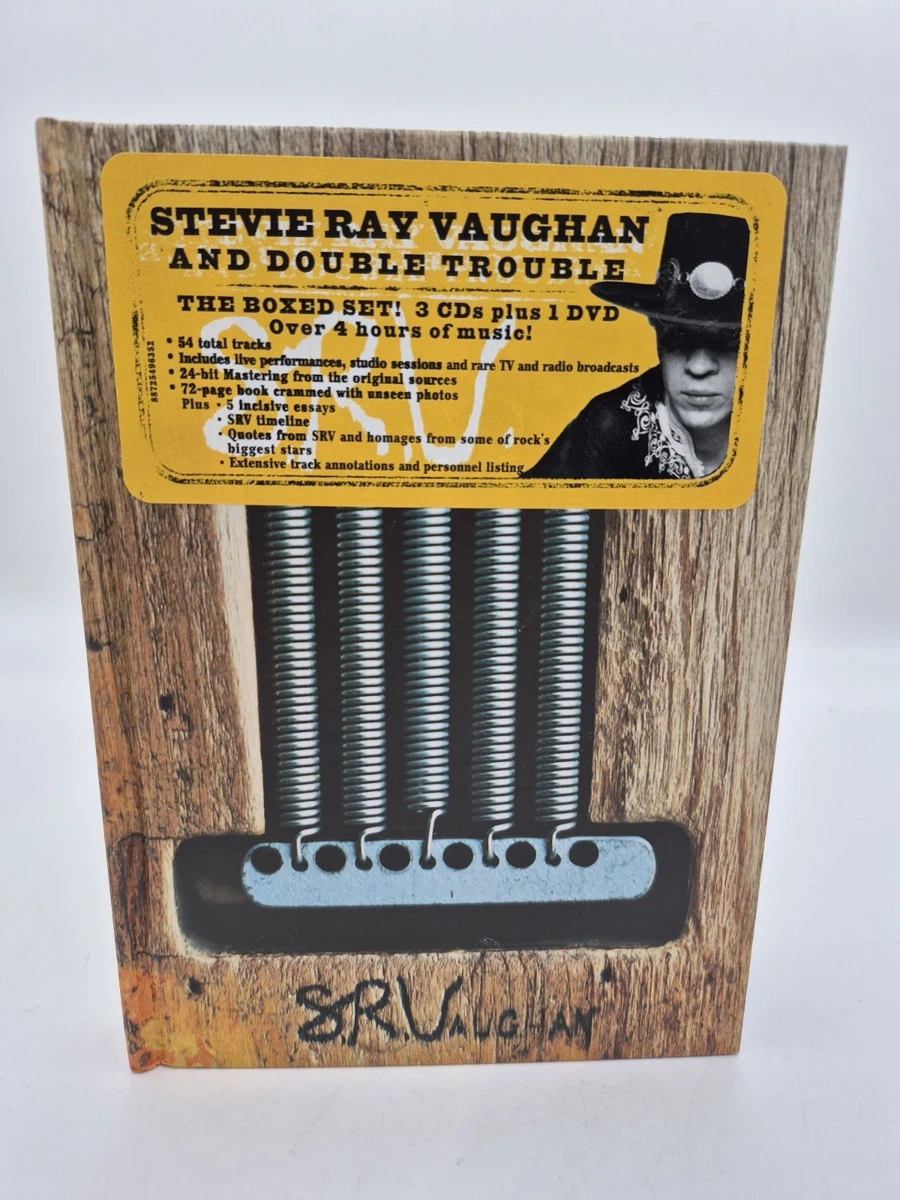 STEVIE RAY VAUGHAN
AND DOUBLE TROUBLE
THE BOXED SET! 3 CDs plus 1 DVD
Over 4 hours of music!
• 54 total tracks
• Includes live performances, studio sessions and rare TV and radio broadcasts
• 24-bit Mastering from the original sources
• 72-page book crammed with unseen photos
Plus • 5 incisive essays
• SRV timeline
• Quotes from SRV and homages from some of rock's
biggest stars
• Extensive track annotations and personnel listing
88725496352
S.R.V.
S.R.VAUGHAN